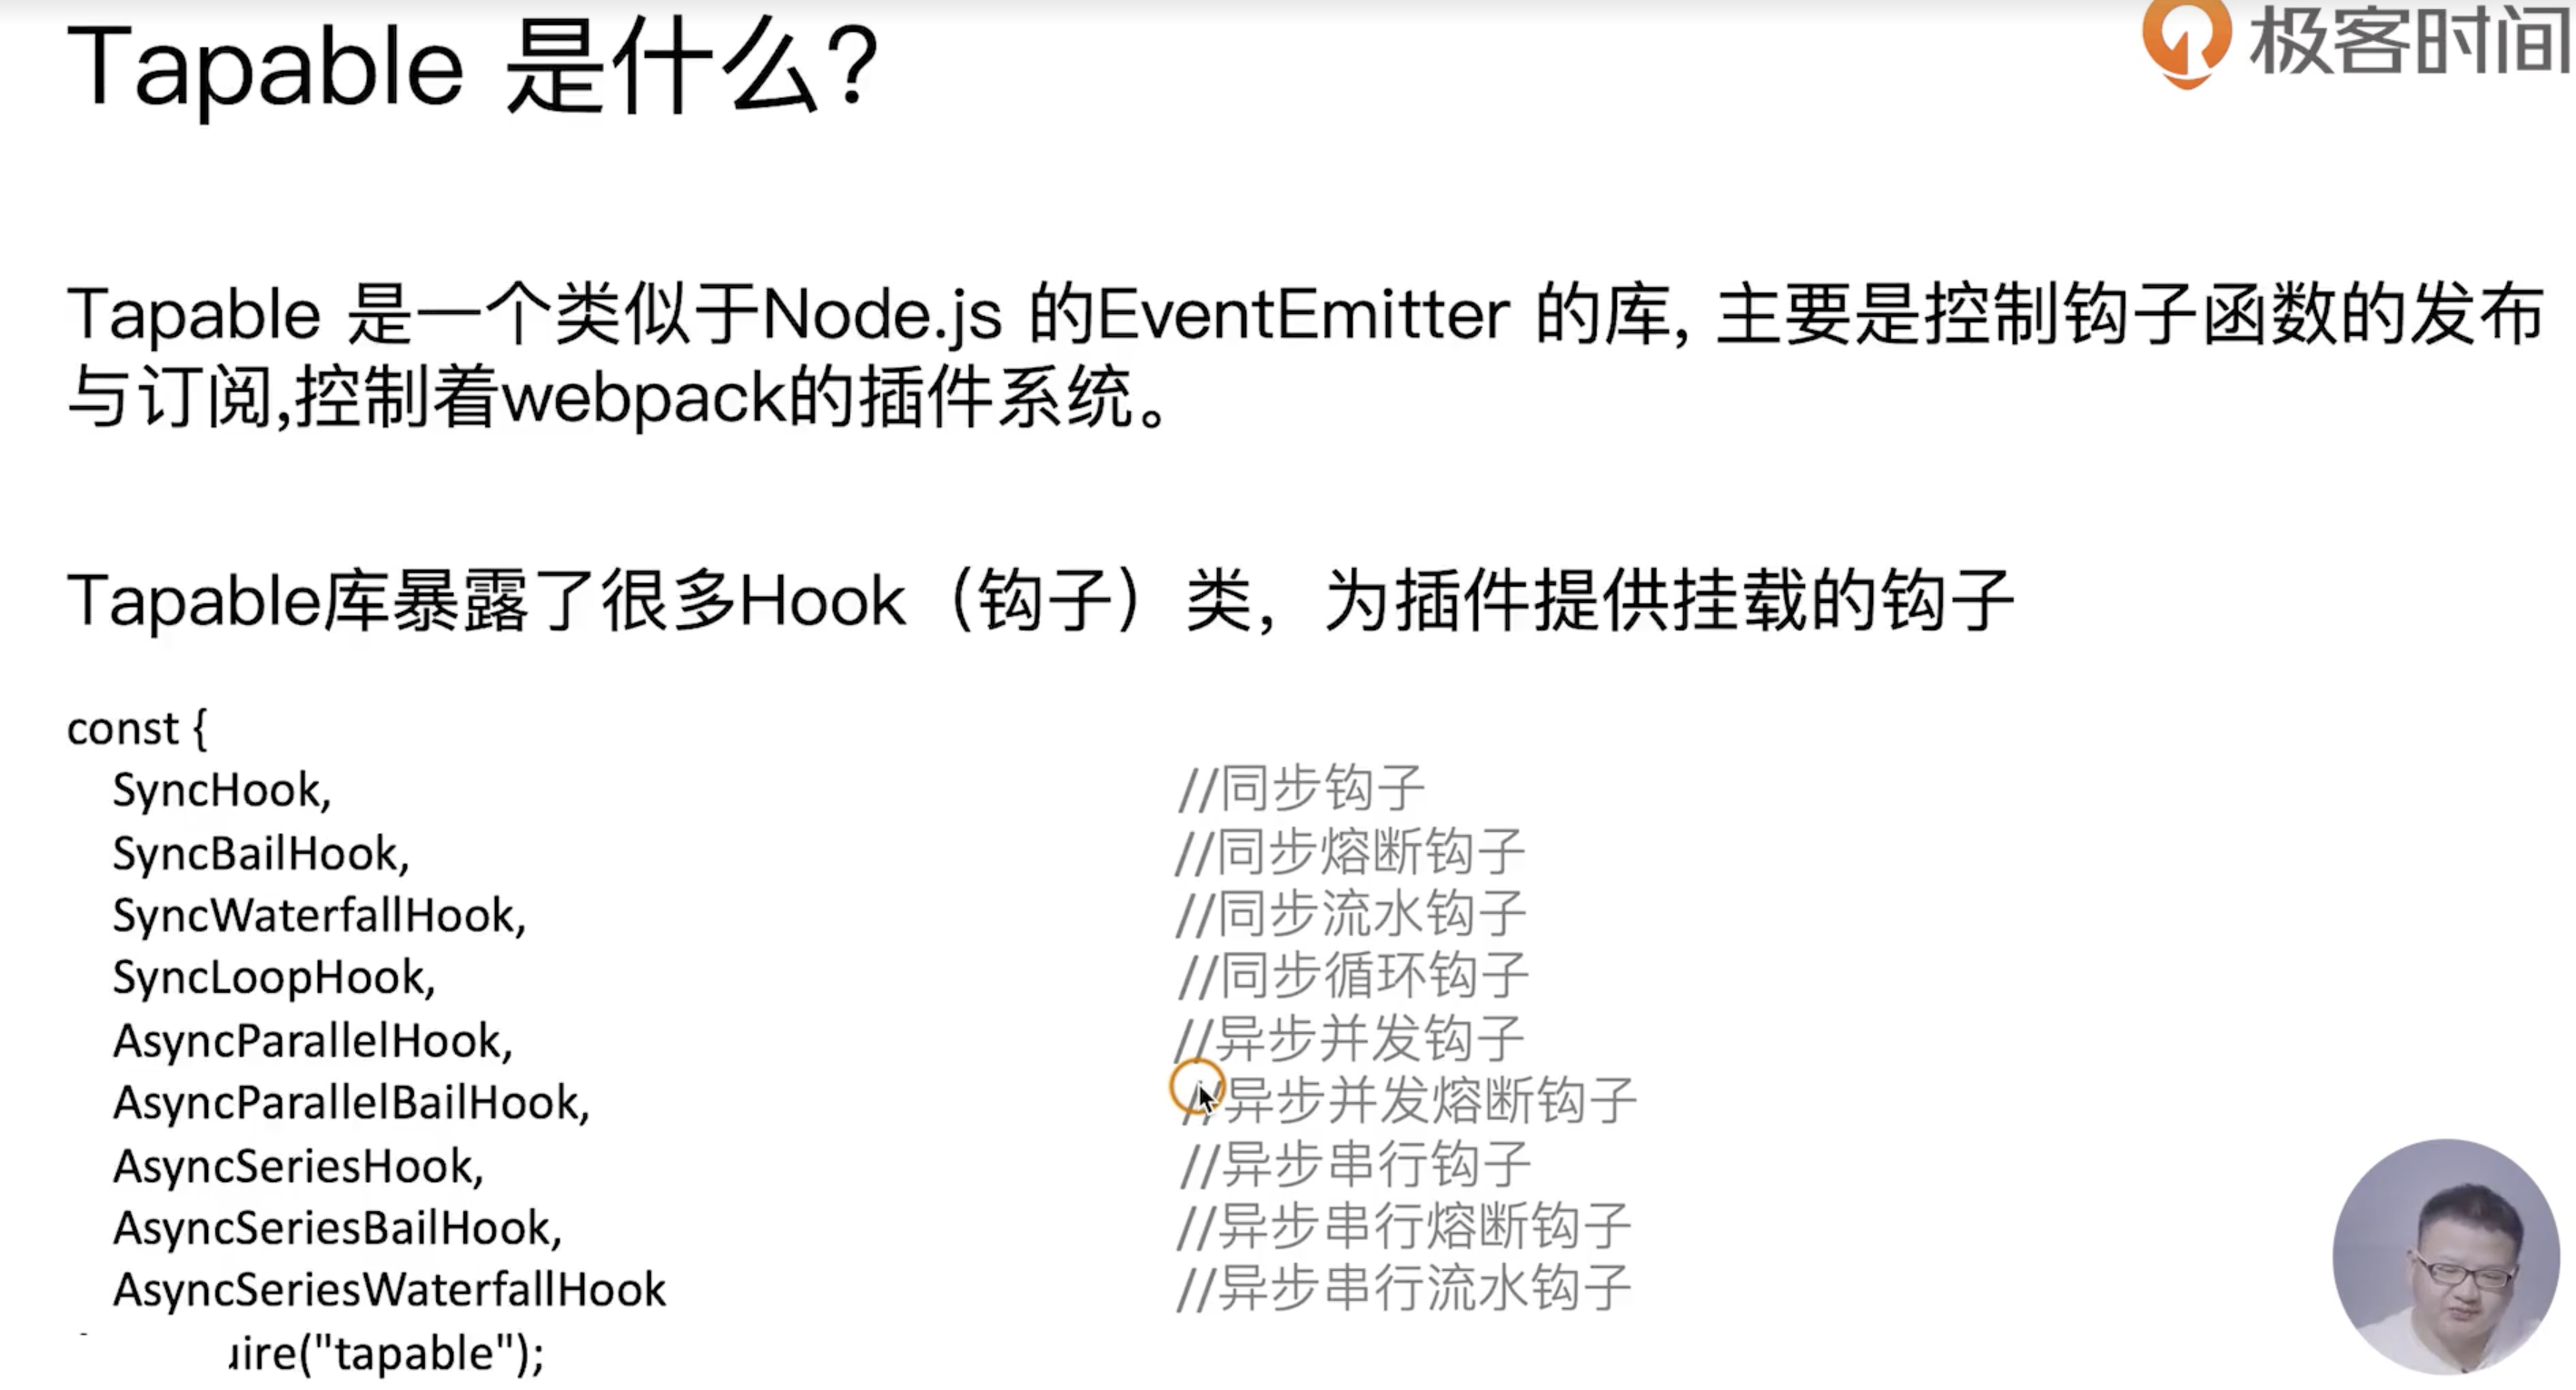 Tapable 是什么?
极客时间
Tapable 是一个类似于Node.js 的EventEmitter 的库, 主要是控制钩子函数的发布
与订阅,控制着webpack的插件系统。
Tapable库暴露了很多Hook（钩子）类，为插件提供挂载的钩子
const {
SyncHook, //同步钩子
SyncBailHook, //同步熔断钩子
SyncWaterfallHook, //同步流水钩子
SyncLoopHook, //同步循环钩子
AsyncParallelHook, //异步并发钩子
AsyncParallelBailHook, //异步并发熔断钩子
AsyncSeriesHook, //异步串行钩子
AsyncSeriesBailHook, //异步串行熔断钩子
AsyncSeriesWaterfallHook //异步串行流水钩子
ire("tapable");